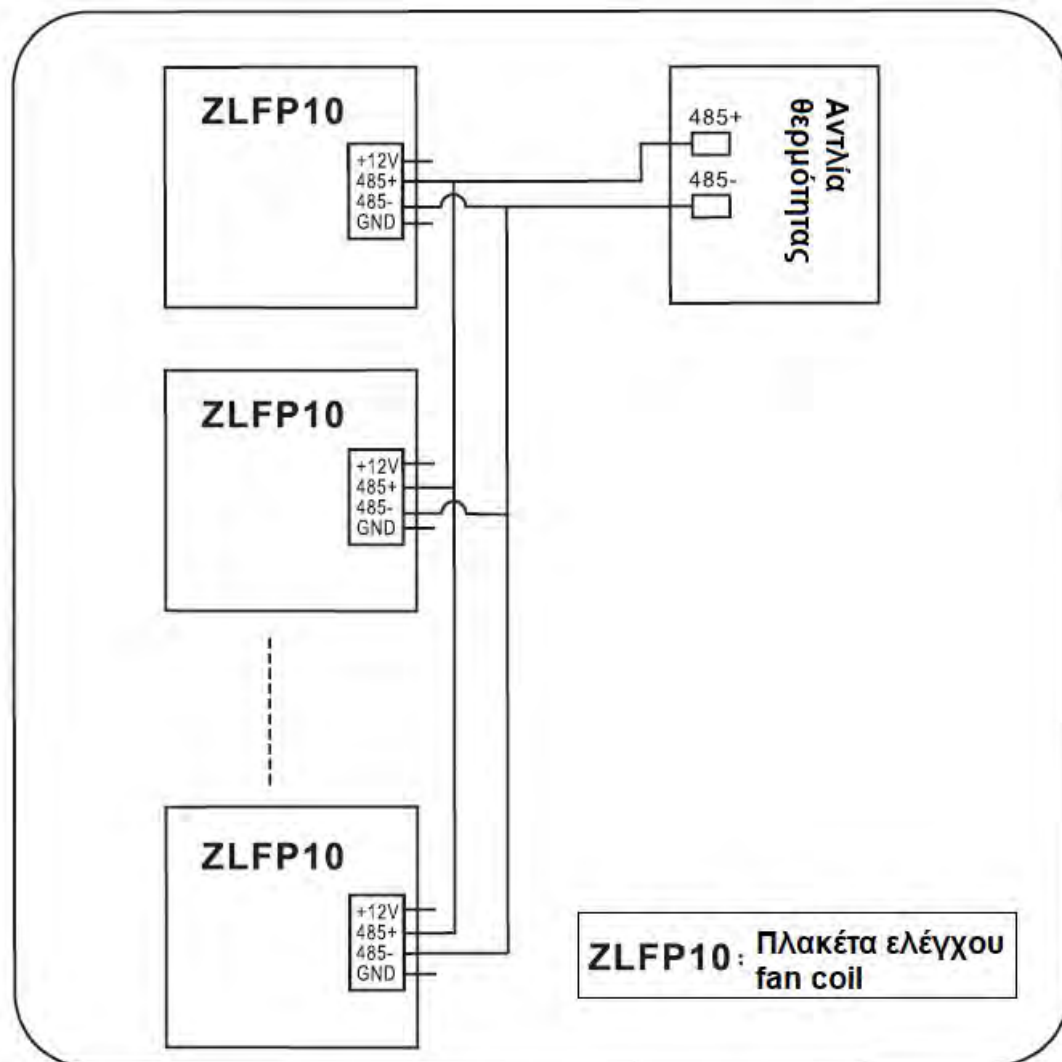 ZLFP10
+12V
485+
485-
GND
485+
485-
Αντλία
θερμότητας
ZLFP10
+12V
485+
485-
GND
ZLFP10
+12V
485+
485-
GND
ZLFP10: Πλακέτα ελέγχου
fan coil